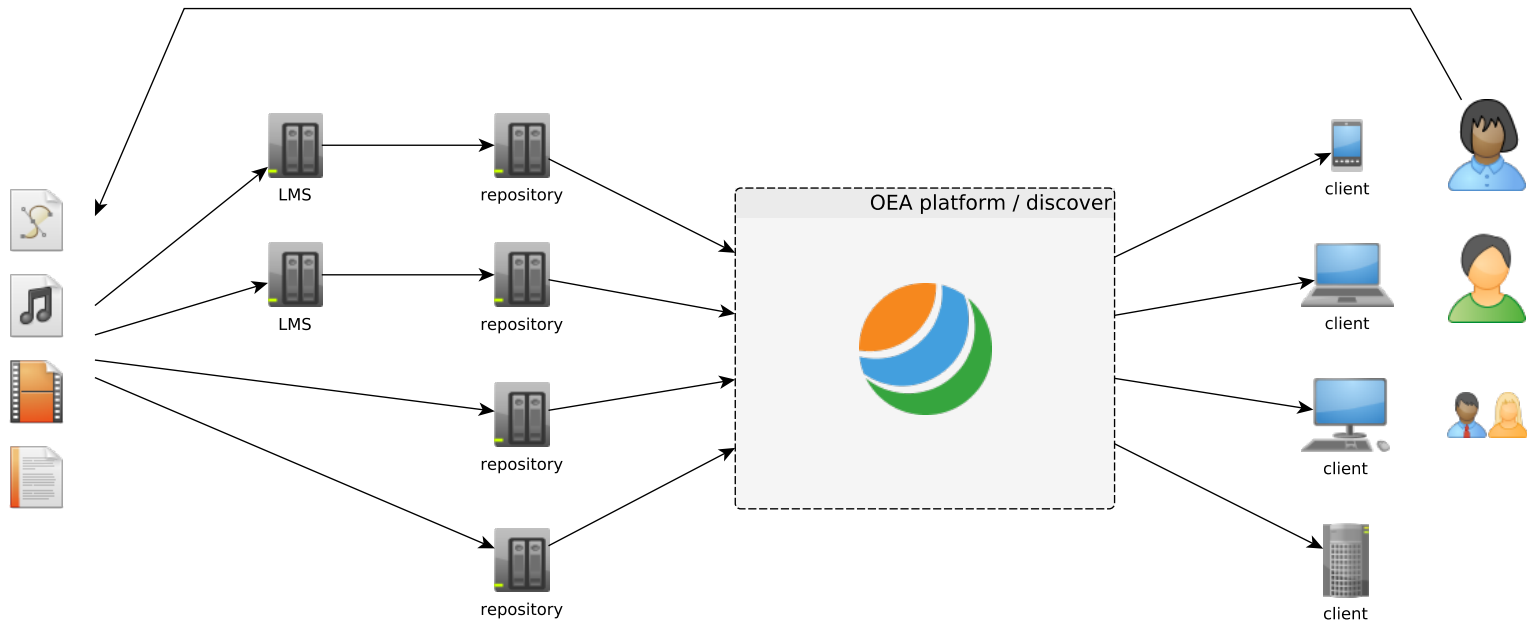 LMS
repository
client
OEA platform / discover
LMS
repository
client
repository
client
repository
client